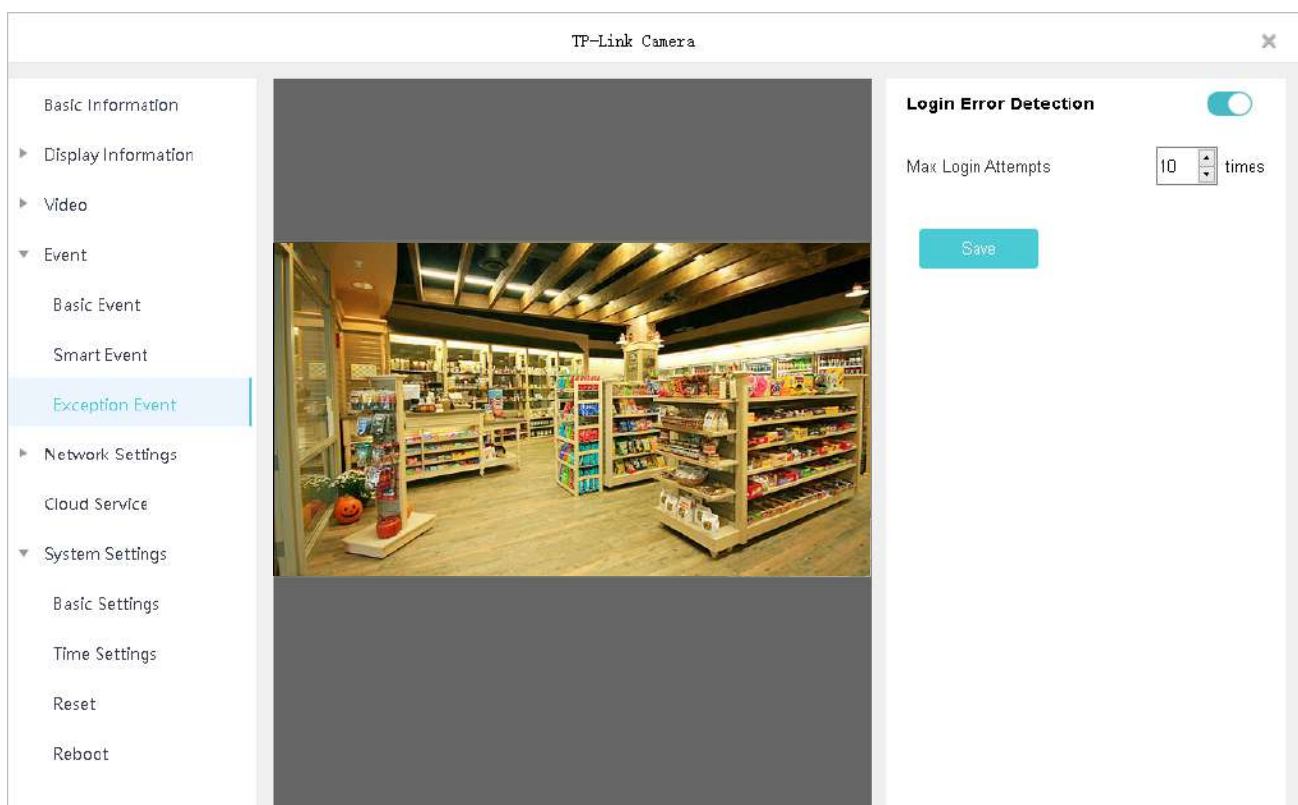 TP-Link Camera
Basic Information
Display Information
Video
Event
Basic Event
Smart Event
Exception Event
Network Settings
Cloud Service
System Settings
Basic Settings
Time Settings
Reset
Reboot
Login Error Detection
Max Login Attempts 10 times
Save